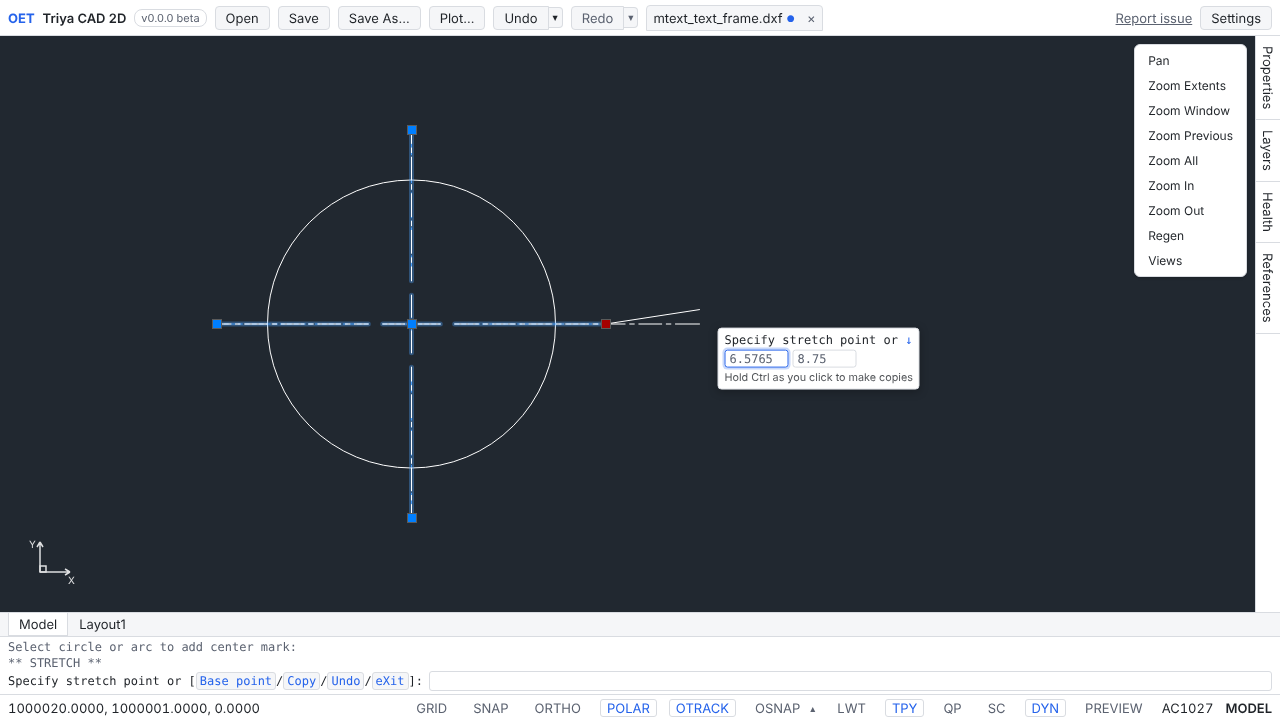 OET Triya CAD 2D v0.0.0 beta Open Save Save As... Plot... Undo ▾ Redo ▾ mtext_text_frame.dxf × Report issue Settings
Pan
Zoom Extents
Zoom Window
Zoom Previous
Zoom All
Zoom In
Zoom Out
Regen
Views
Properties
Layers
Health
References
Specify stretch point or ↓
6.5765 8.75
Hold Ctrl as you click to make copies
Y
X
Model Layout1
Select circle or arc to add center mark:
** STRETCH **
Specify stretch point or [Base point/Copy/Undo/eXit]:
1000020.0000, 1000001.0000, 0.0000 GRID SNAP ORTHO POLAR OTRACK OSNAP ▴ LWT TPY QP SC DYN PREVIEW AC1027 MODEL